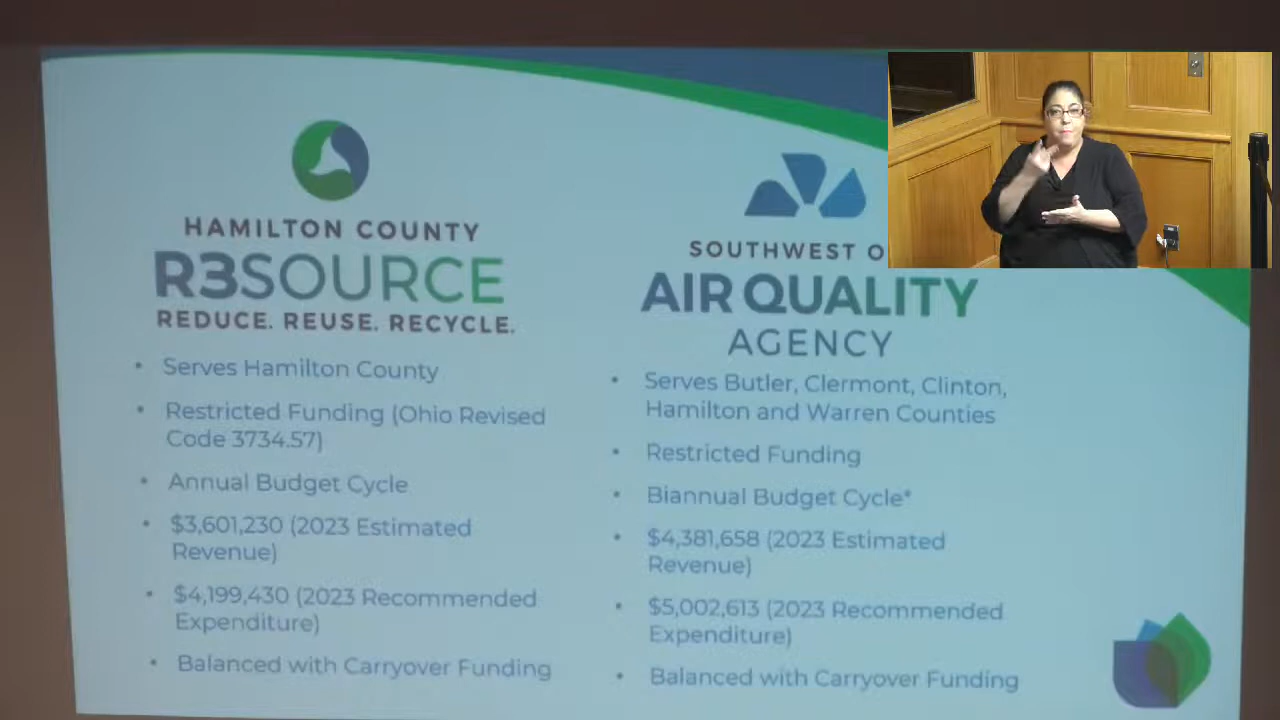 HAMILTON COUNTY
R3SOURCE
REDUCE. REUSE. RECYCLE.
• Serves Hamilton County
• Restricted Funding (Ohio Revised
Code 3734.57)
• Annual Budget Cycle
• $3,601,230 (2023 Estimated
Revenue)
• $4,199,430 (2023 Recommended
Expenditure)
• Balanced with Carryover Funding
SOUTHWEST O
AIR QUALITY
AGENCY
• Serves Butler, Clermont, Clinton,
Hamilton and Warren Counties
• Restricted Funding
• Biannual Budget Cycle*
• $4,381,658 (2023 Estimated
Revenue)
• $5,002,613 (2023 Recommended
Expenditure)
• Balanced with Carryover Funding